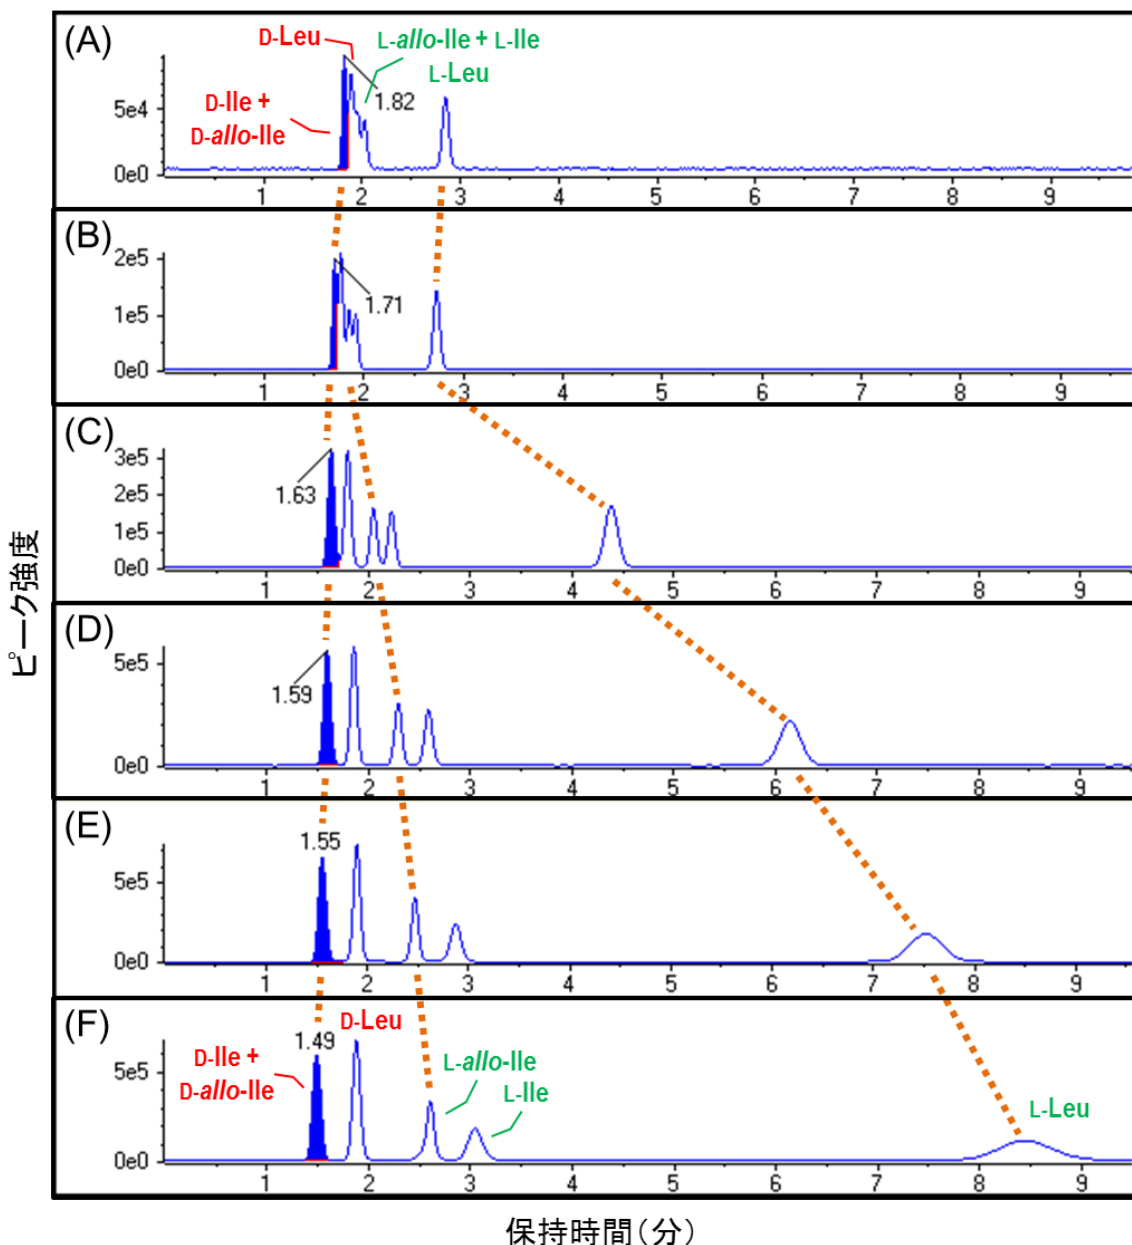 (A)
D-Leu
L-allo-Ile + L-Ile
L-Leu
D-Ile +
D-allo-Ile
1.82
5e4
0e0
1 2 3 4 5 6 7 8 9
(B)
2e5
1e5
0e0
1.71
1 2 3 4 5 6 7 8 9
(C)
3e5
2e5
1e5
0e0
1.63
1 2 3 4 5 6 7 8 9
(D)
5e5
0e0
1.59
1 2 3 4 5 6 7 8 9
(E)
1.55
5e5
0e0
1 2 3 4 5 6 7 8 9
(F)
1.49
D-Leu
D-Ile +
D-allo-Ile
L-allo-Ile
L-Ile
L-Leu
5e5
0e0
1 2 3 4 5 6 7 8 9
ピーク強度
保持時間(分)